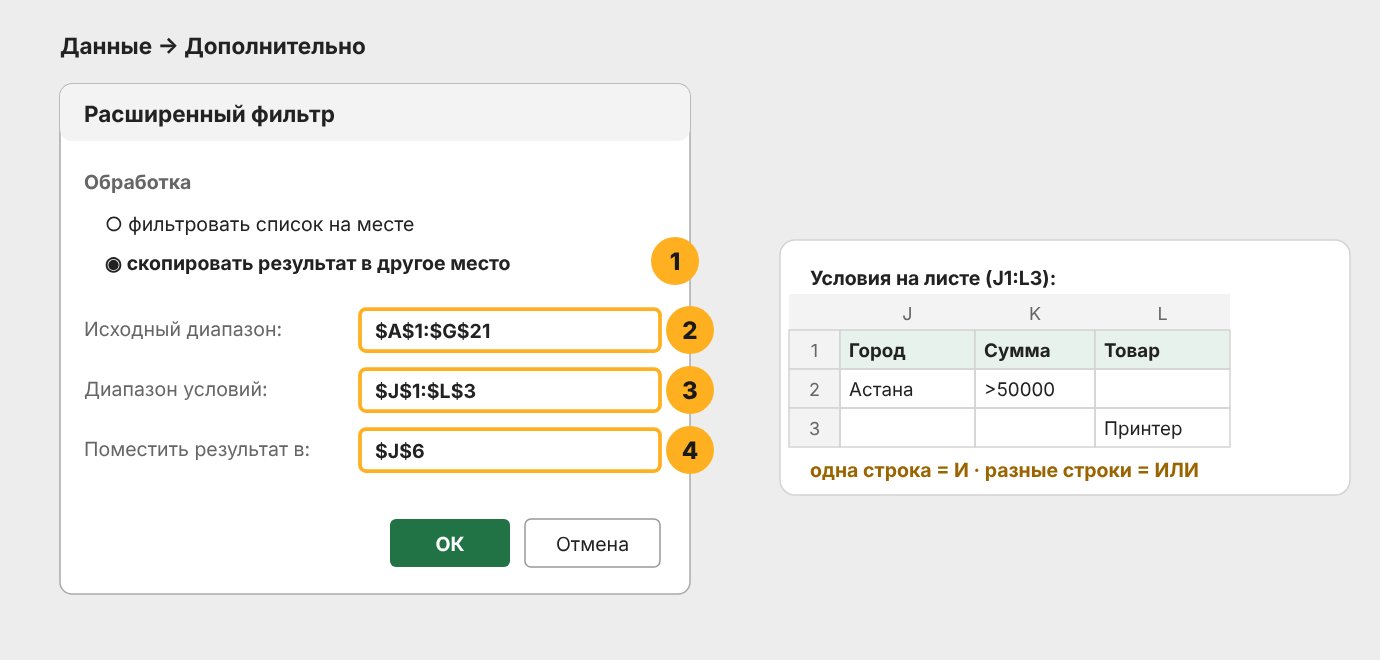 Данные → Дополнительно
Расширенный фильтр
Обработка
○ фильтровать список на месте
◉ скопировать результат в другое место
1
Исходный диапазон:
$A$1:$G$21
2
Диапазон условий:
$J$1:$L$3
3
Поместить результат в:
$J$6
4
ОК
Отмена
Условия на листе (J1:L3):
J K L
1 Город Сумма Товар
2 Астана >50000
3 Принтер
одна строка = И · разные строки = ИЛИ